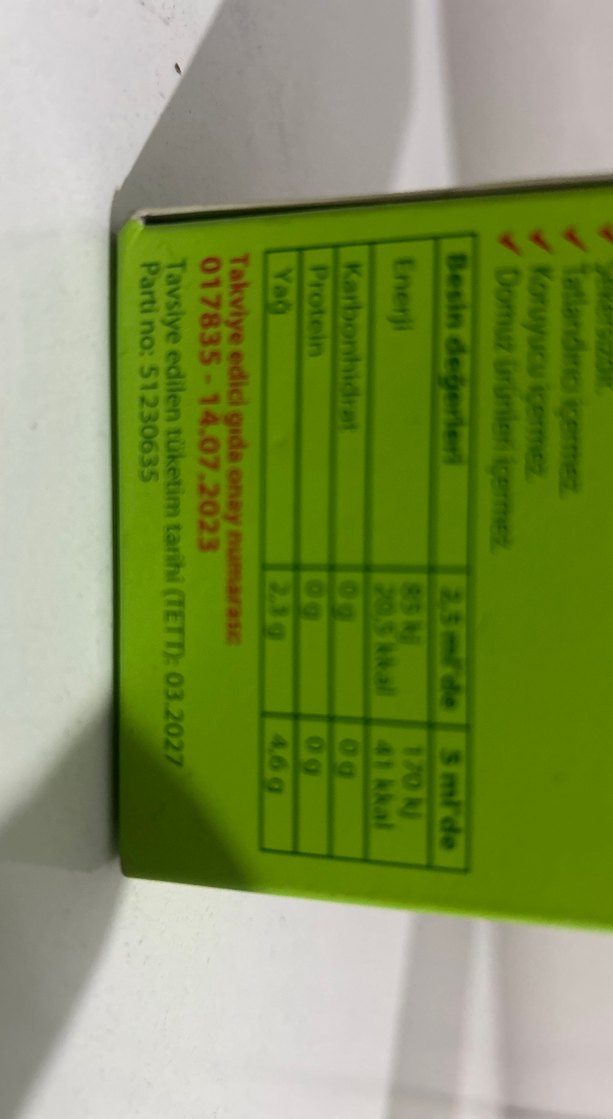 Tatlandırıcı içermez.
Koruyucu içermez.
Domuz ürünleri içermez.
Besin değerleri 2,5 ml'de 5 ml'de
Enerji 85 kj 170 kj
20,5 kkal 41 kkal
Karbonhidrat 0 g 0 g
Protein 0 g 0 g
Yağ 2,3 g 4,6 g
Takviye edici gıda onay numarası:
017835 - 14.07.2023
Tavsiye edilen tüketim tarihi (TETT): 03.2027
Parti no: 51230635